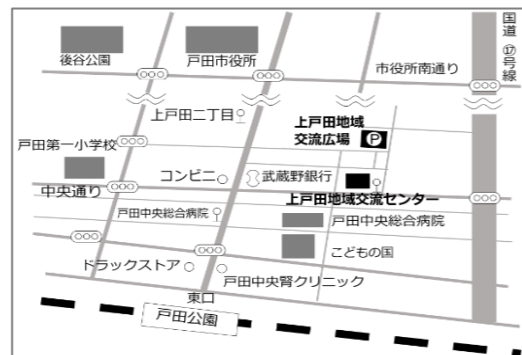 国道⑰号線
後谷公園
戸田市役所
市役所南通り
上戸田二丁目
上戸田地域
交流広場
P
戸田第一小学校
コンビニ
武蔵野銀行
中央通り
上戸田地域交流センター
戸田中央総合病院
戸田中央総合病院
こどもの国
ドラックストア
戸田中央腎クリニック
東口
戸田公園